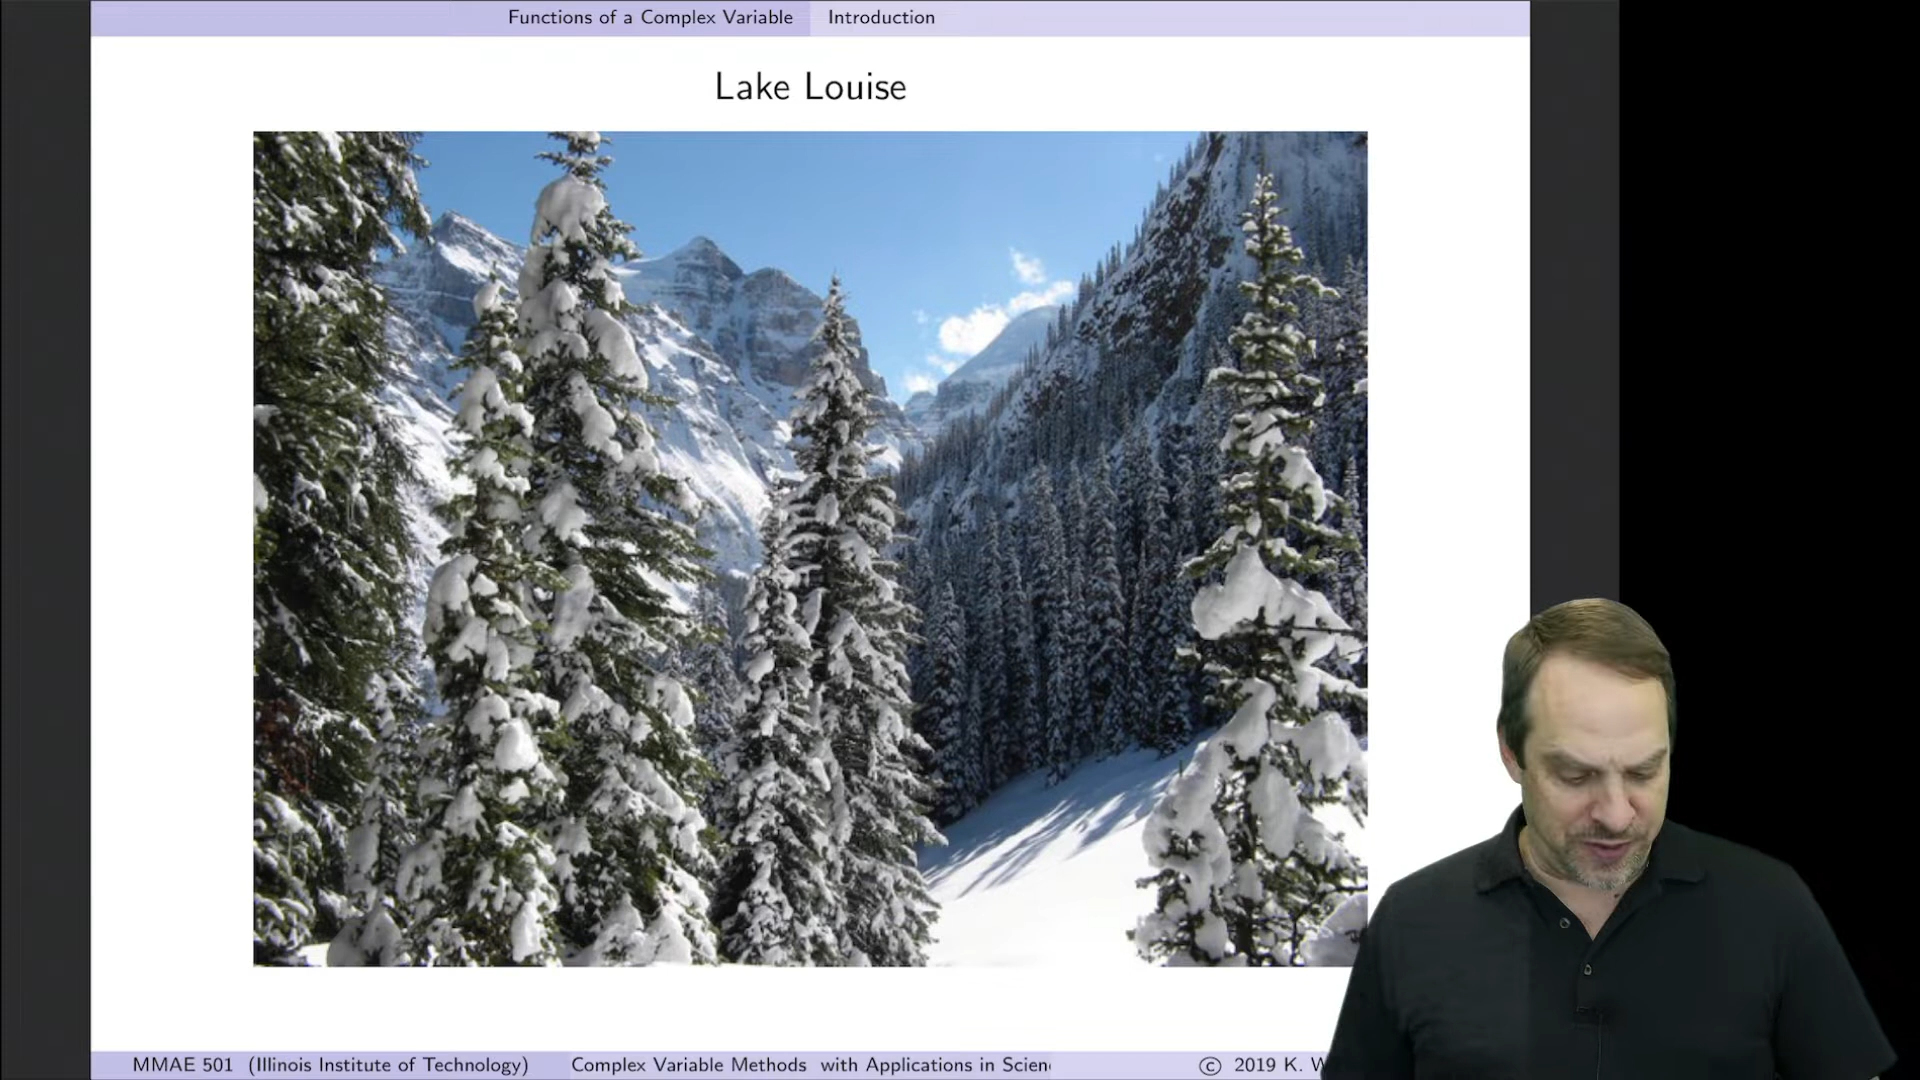 Functions of a Complex Variable Introduction
Lake Louise
MMAE 501 (Illinois Institute of Technology) Complex Variable Methods with Applications in © 2019 K.